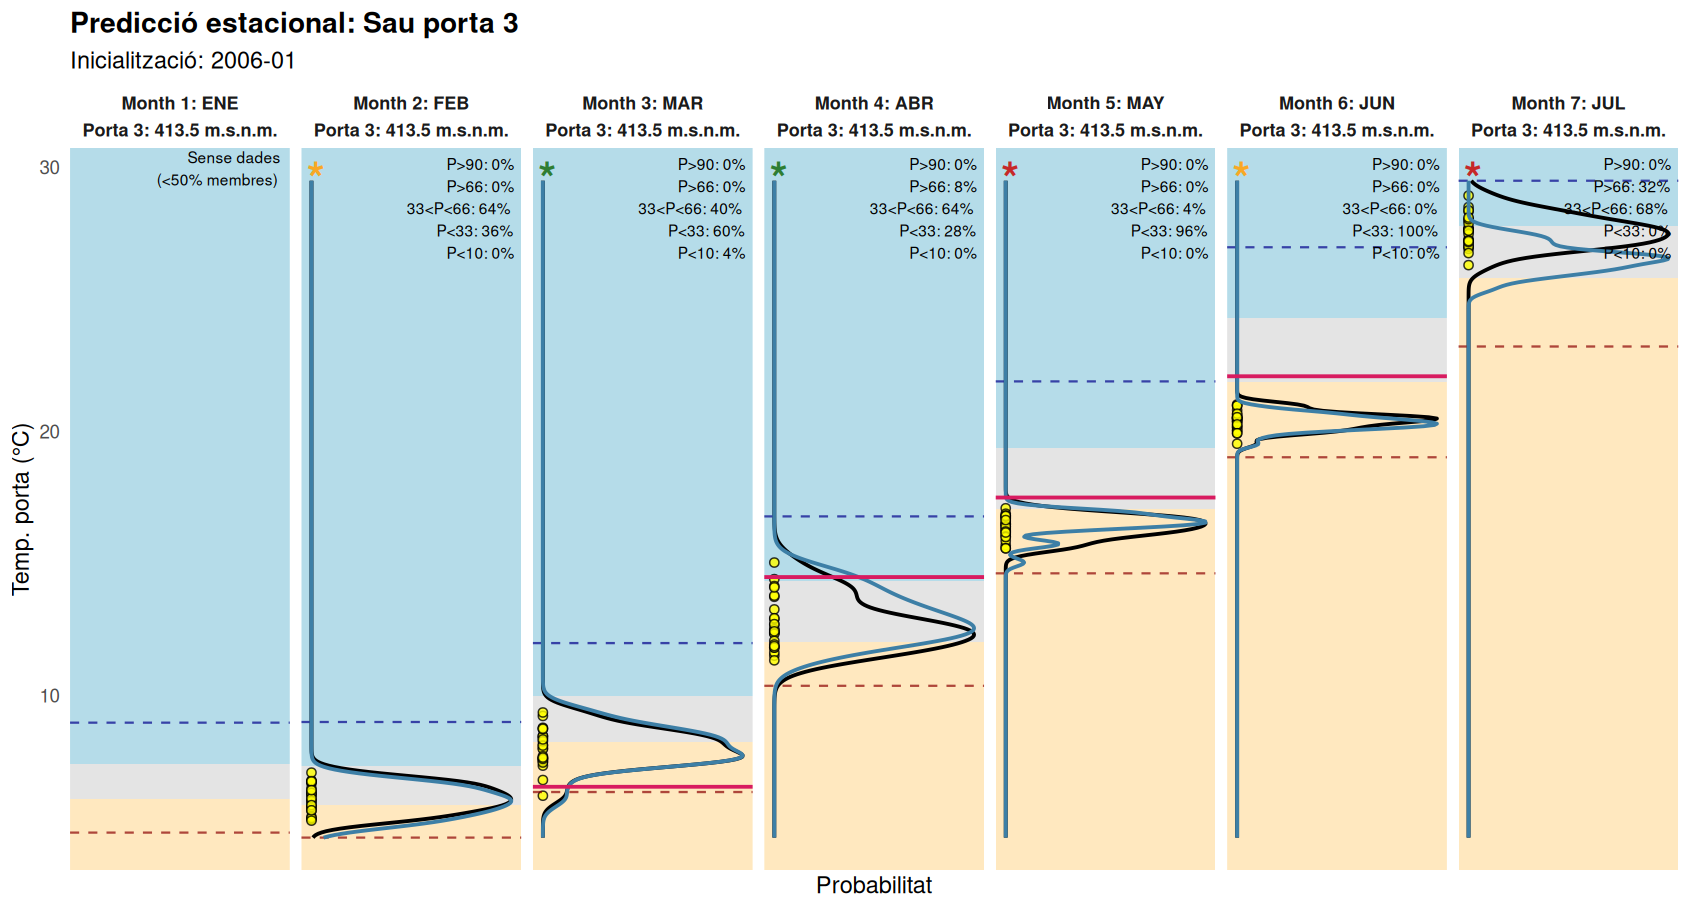 Predicció estacional: Sau porta 3
Inicialització: 2006-01
Month 1: ENE
Porta 3: 413.5 m.s.n.m.
Month 2: FEB
Porta 3: 413.5 m.s.n.m.
Month 3: MAR
Porta 3: 413.5 m.s.n.m.
Month 4: ABR
Porta 3: 413.5 m.s.n.m.
Month 5: MAY
Porta 3: 413.5 m.s.n.m.
Month 6: JUN
Porta 3: 413.5 m.s.n.m.
Month 7: JUL
Porta 3: 413.5 m.s.n.m.
Temp. porta (°C)
30
20
10
Sense dades
(<50% membres)
*
P>90: 0%
P>66: 0%
33<P<66: 64%
P<33: 36%
P<10: 0%
*
P>90: 0%
P>66: 0%
33<P<66: 40%
P<33: 60%
P<10: 4%
*
P>90: 0%
P>66: 8%
33<P<66: 64%
P<33: 28%
P<10: 0%
*
P>90: 0%
P>66: 0%
33<P<66: 4%
P<33: 96%
P<10: 0%
*
P>90: 0%
P>66: 0%
33<P<66: 0%
P<33: 100%
P<10: 0%
*
P>90: 0%
P>66: 32%
33<P<66: 68%
P<33: 0%
P<10: 0%
Probabilitat